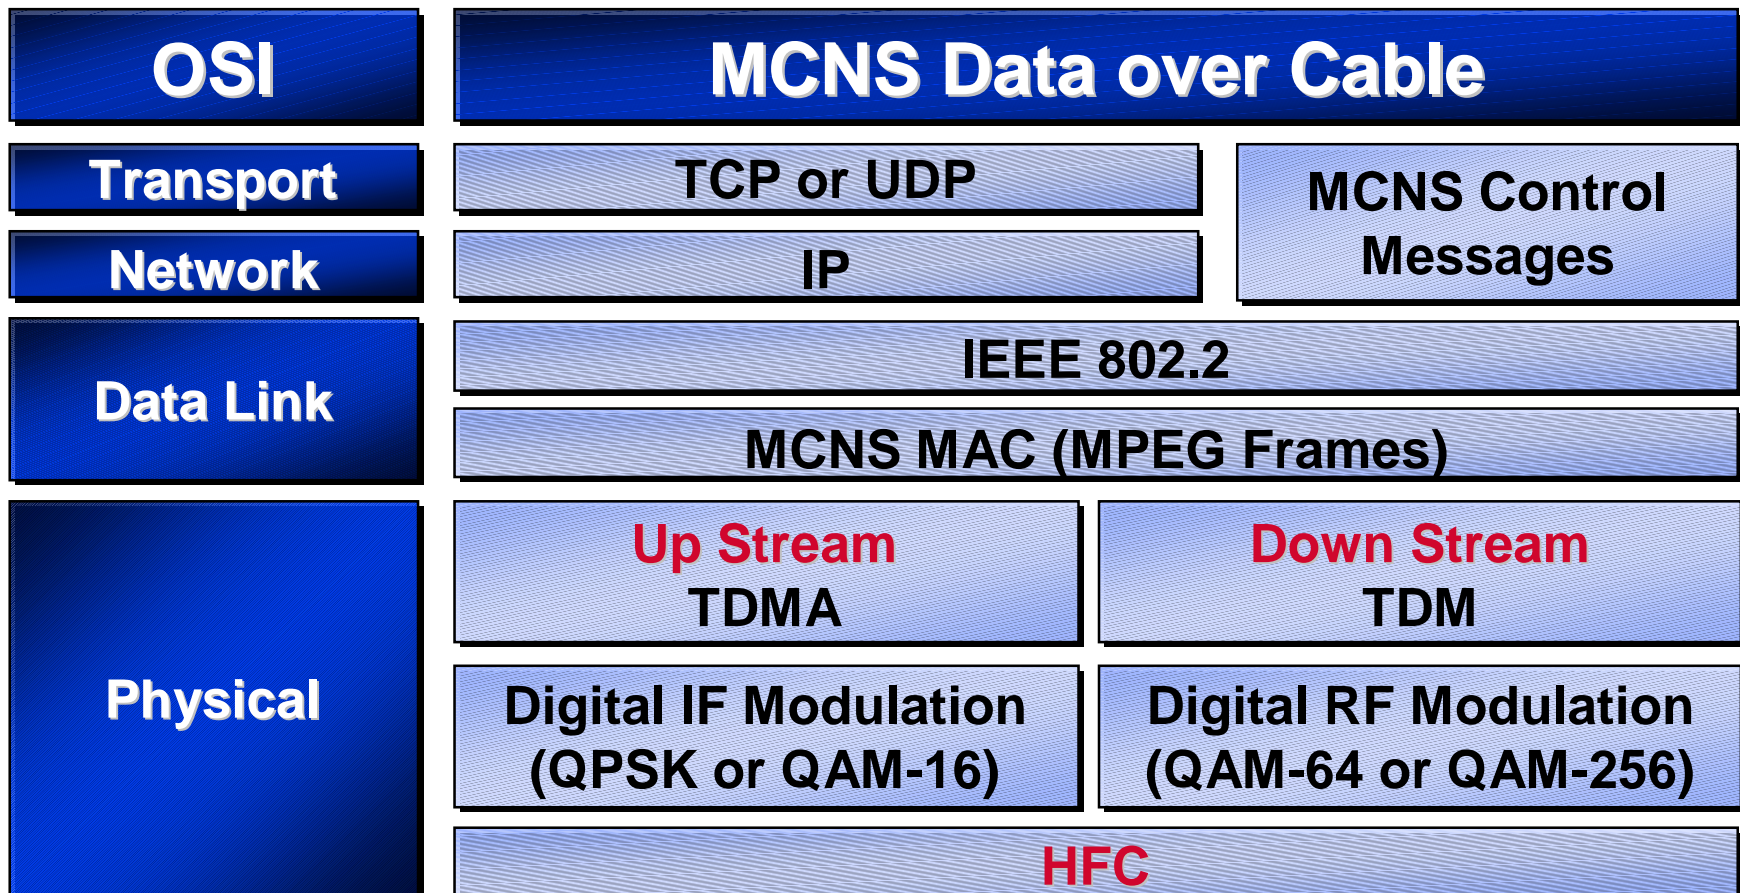 OSI
MCNS Data over Cable
Transport
TCP or UDP
MCNS Control
Messages
Network
IP
Data Link
IEEE 802.2
MCNS MAC (MPEG Frames)
Physical
Up Stream
TDMA
Down Stream
TDM
Digital IF Modulation
(QPSK or QAM-16)
Digital RF Modulation
(QAM-64 or QAM-256)
HFC